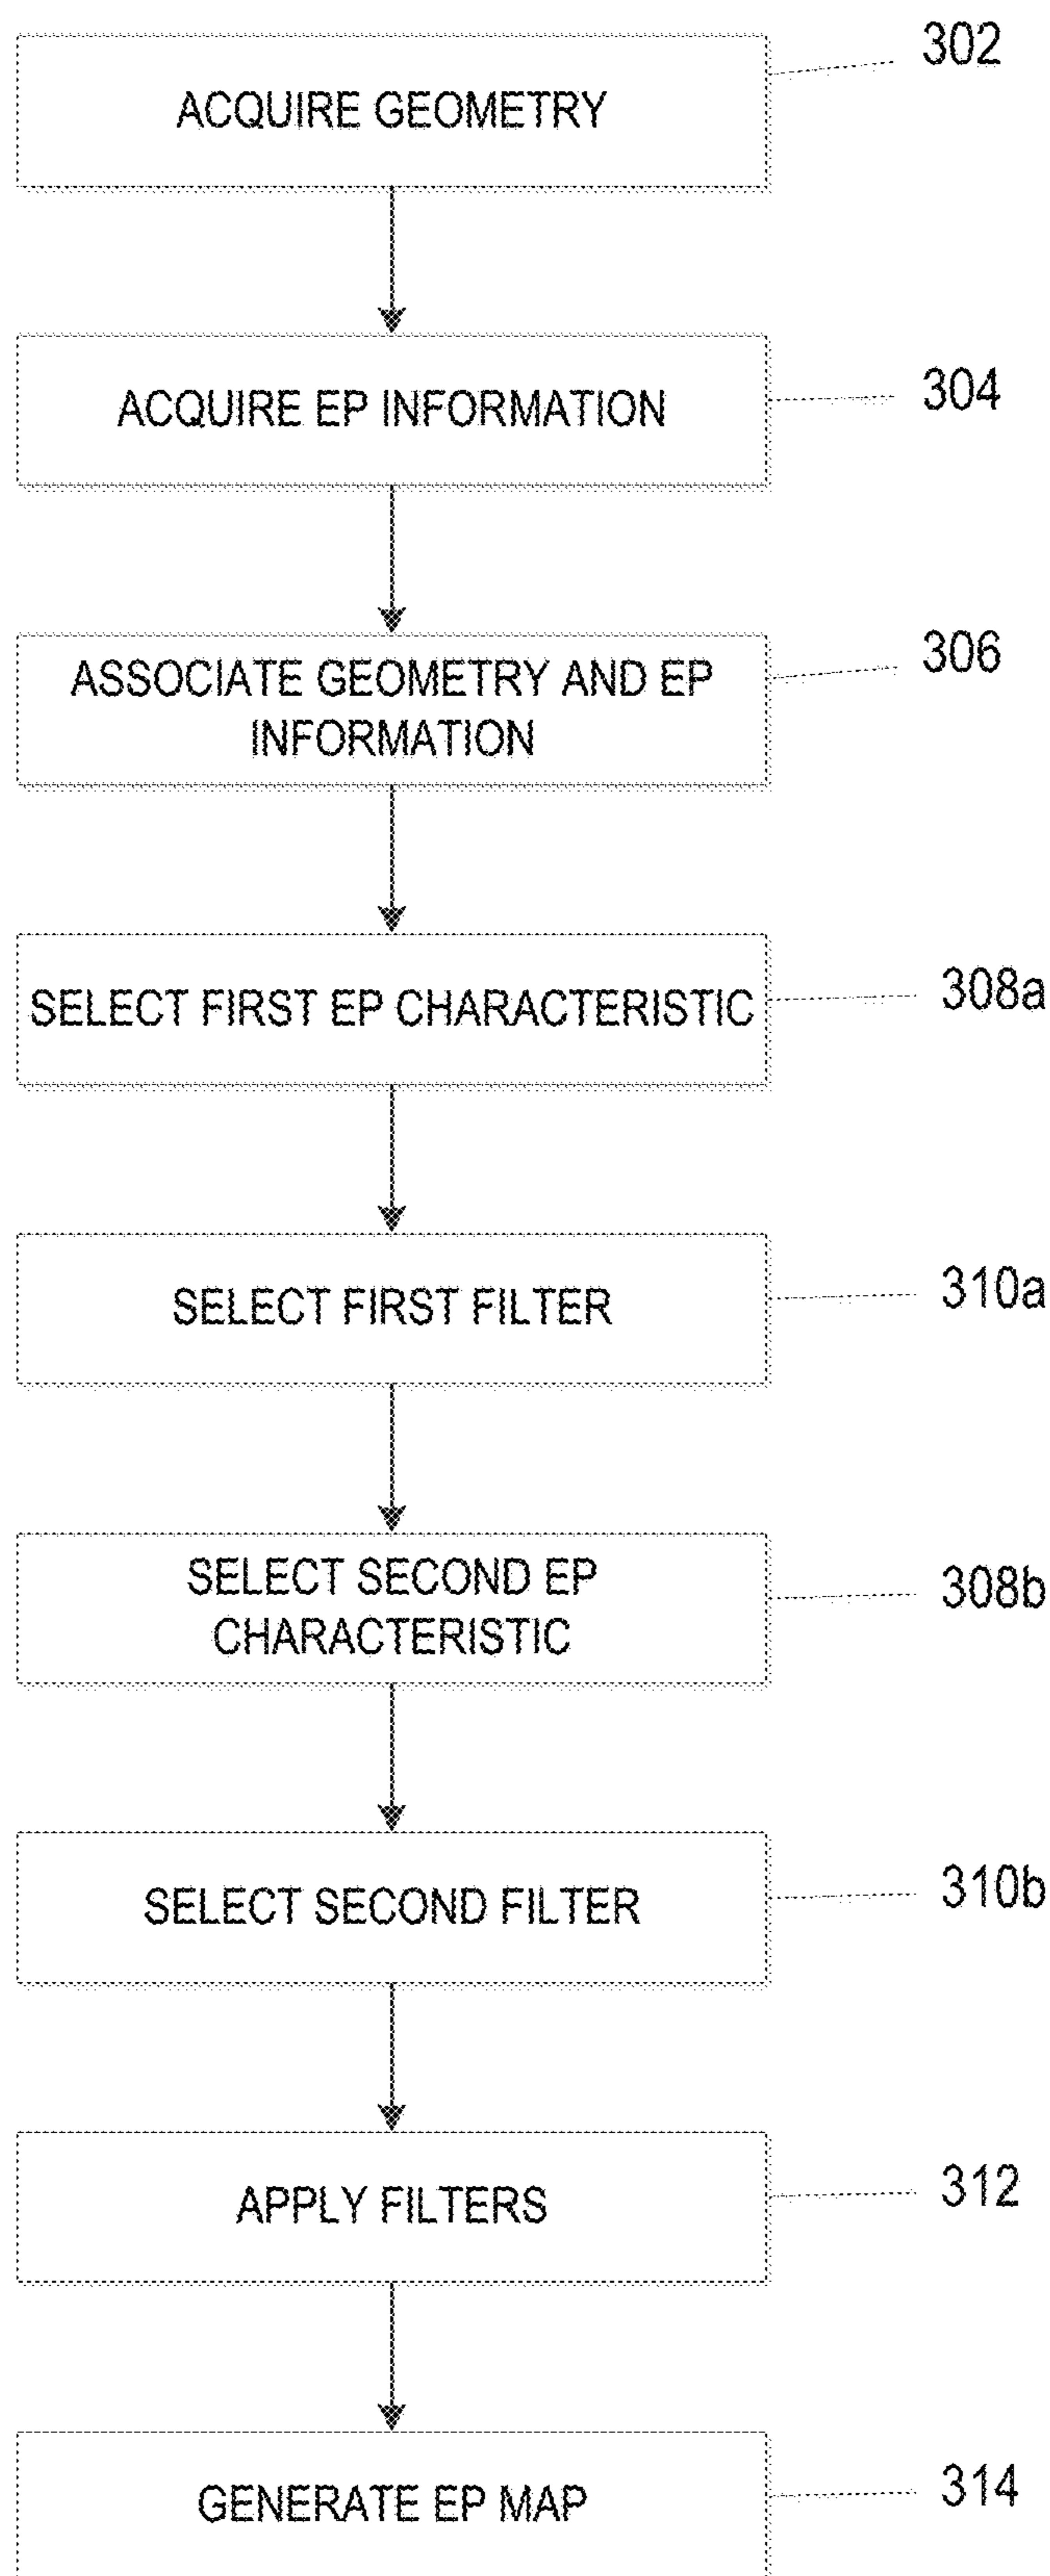 302
ACQUIRE GEOMETRY
304
ACQUIRE EP INFORMATION
306
ASSOCIATE GEOMETRY AND EP
INFORMATION
308a
SELECT FIRST EP CHARACTERISTIC
310a
SELECT FIRST FILTER
308b
SELECT SECOND EP
CHARACTERISTIC
310b
SELECT SECOND FILTER
312
APPLY FILTERS
314
GENERATE EP MAP